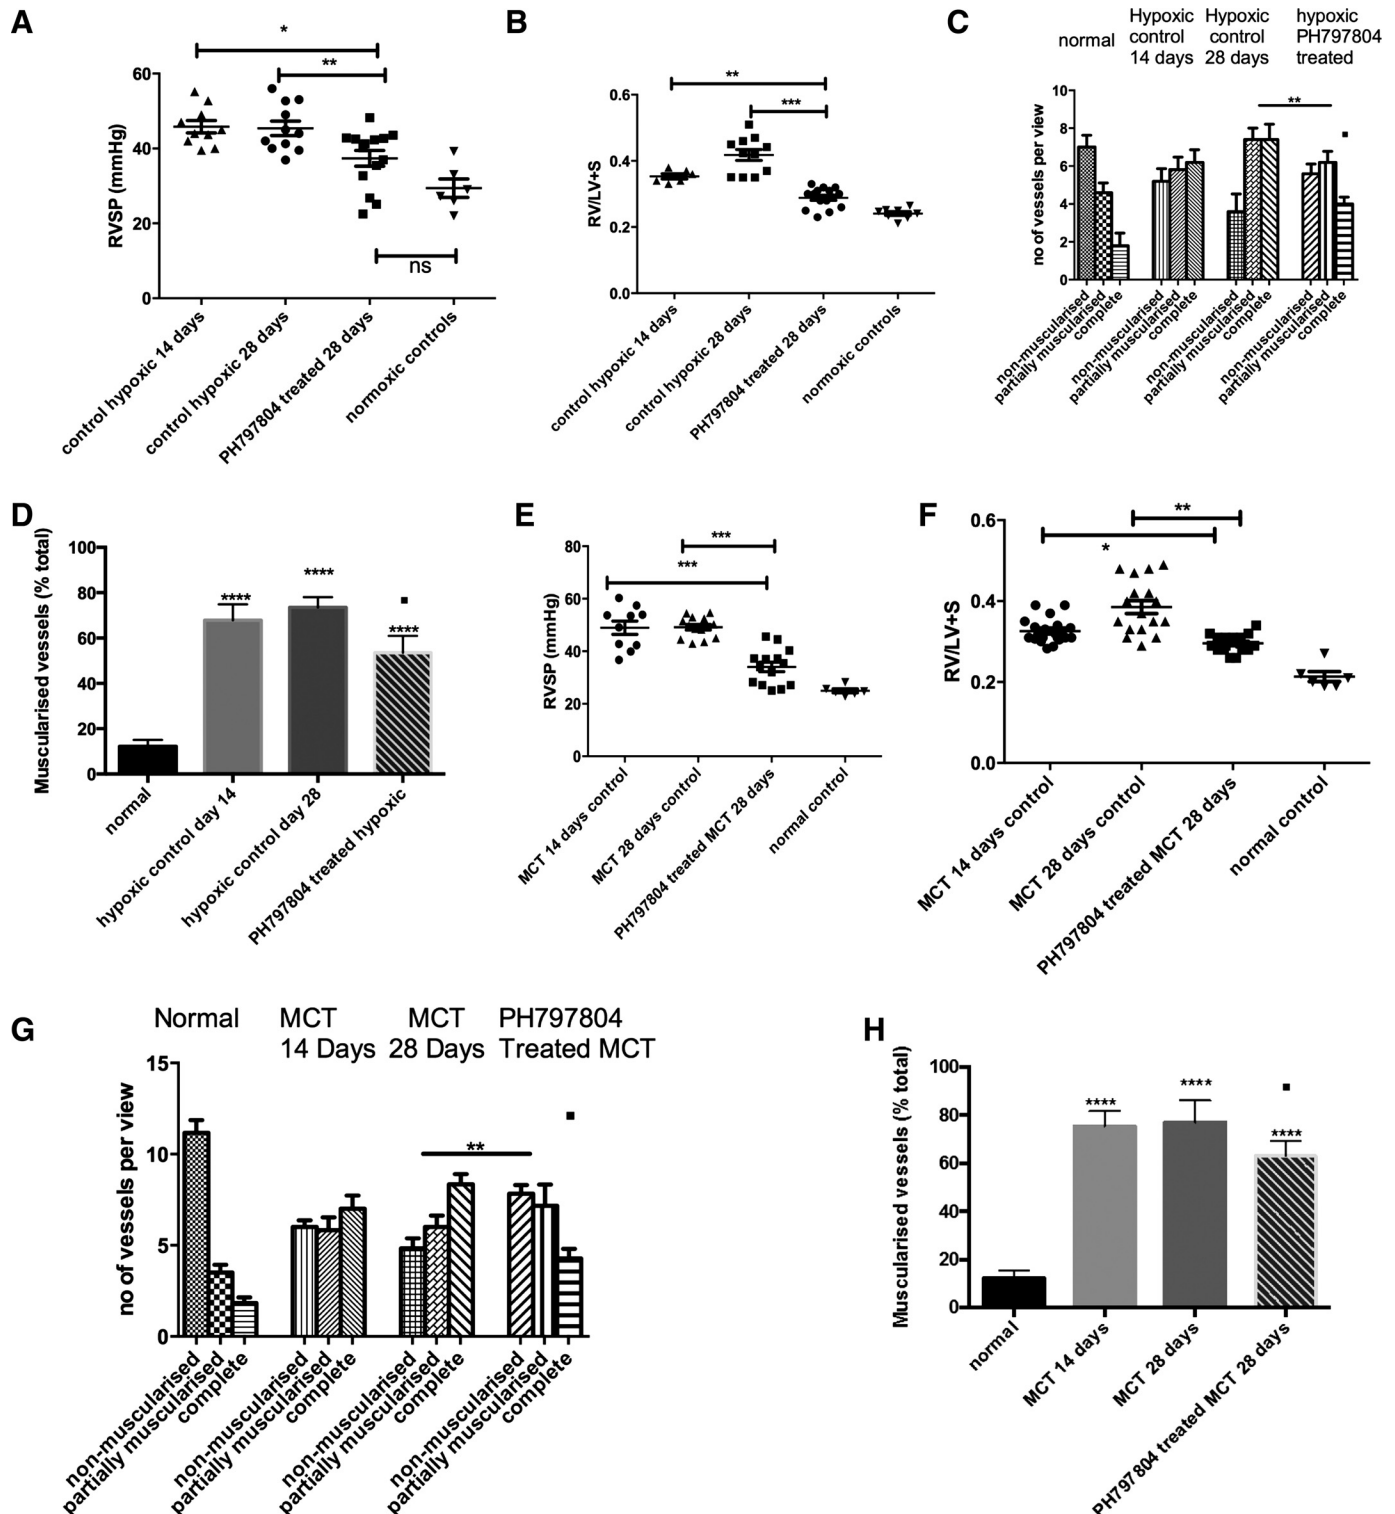 A
*
**
60
40
20
0
RVSP (mmHg)
ns
control hypoxic 14 days
control hypoxic 28 days
PH797804 treated 28 days
normoxic controls
B
**
***
0.6
0.4
0.2
0.0
RV/LV+S
control hypoxic 14 days
control hypoxic 28 days
PH797804 treated 28 days
normoxic controls
C
normal
Hypoxic
control
14 days
Hypoxic
control
28 days
hypoxic
PH797804
treated
**
10
8
6
4
2
0
no of vessels per view
non-muscularised
partially muscularised
complete
non-muscularised
partially muscularised
complete
non-muscularised
partially muscularised
complete
non-muscularised
partially muscularised
complete
D
Muscularised vessels (% total)
100
80
60
40
20
0
****
****
****
normal
hypoxic control day 14
hypoxic control day 28
PH797804 treated hypoxic
E
***
***
80
60
40
20
0
RVSP (mmHg)
MCT 14 days control
MCT 28 days control
PH797804 treated MCT 28 days
normal control
F
**
*
0.6
0.4
0.2
0.0
RV/LV+S
MCT 14 days control
MCT 28 days control
PH797804 treated MCT 28 days
normal control
G
Normal
MCT
14 Days
MCT
28 Days
PH797804
Treated MCT
**
15
10
5
0
no of vessels per view
non-muscularised
partially muscularised
complete
non-muscularised
partially muscularised
complete
non-muscularised
partially muscularised
complete
non-muscularised
partially muscularised
complete
H
Muscularised vessels (% total)
100
80
60
40
20
0
****
****
****
normal
MCT 14 days
MCT 28 days
PH797804 treated MCT 28 days